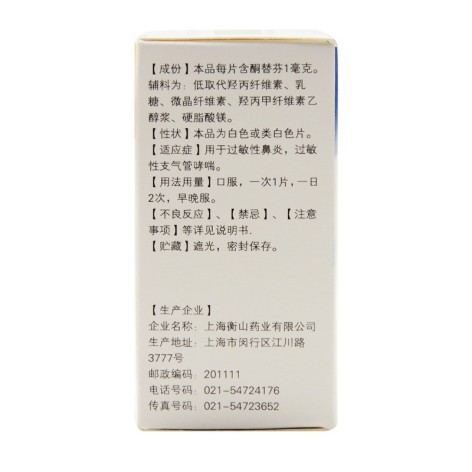 【成份】本品每片含酮替芬1毫克。
辅料为：低取代羟丙纤维素、乳
糖、微晶纤维素、羟丙甲纤维素乙
醇浆、硬脂酸镁。
【性状】本品为白色或类白色片。
【适应症】用于过敏性鼻炎，过敏
性支气管哮喘。
【用法用量】口服，一次1片，一日
2次，早晚服。
【不良反应】、【禁忌】、【注意
事项】等详见说明书.
【贮藏】遮光，密封保存。
【生产企业】
企业名称：上海衡山药业有限公司
生产地址：上海市闵行区江川路
3777号
邮政编码：201111
电话号码：021-54724176
传真号码：021-54723652